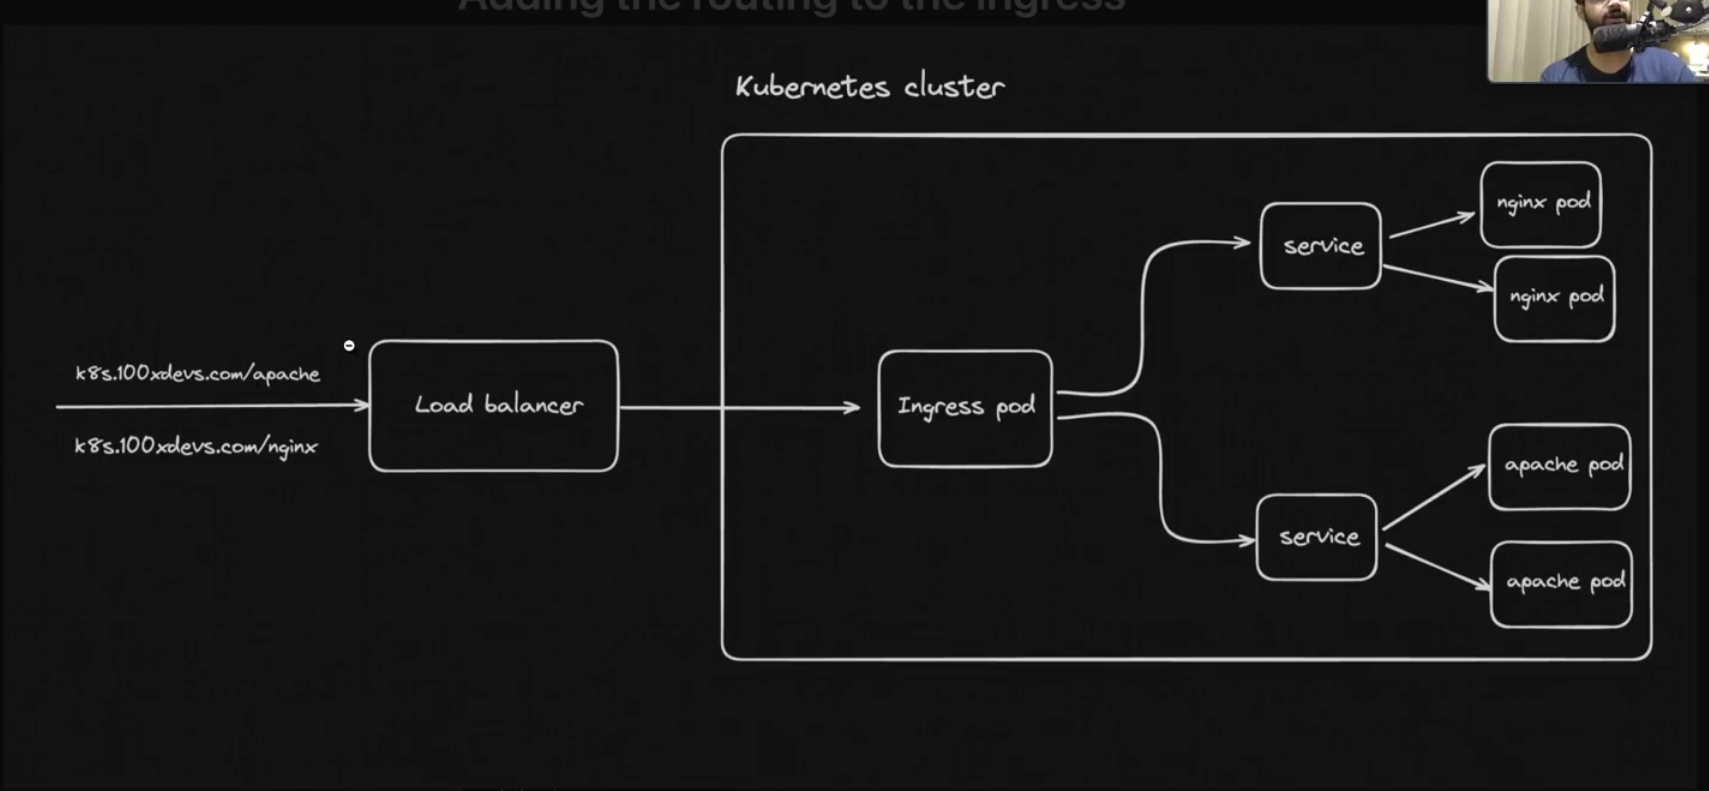 Adding the routing to the ingress
Kubernetes cluster
k8s.100xdevs.com/apache
k8s.100xdevs.com/nginx
Load balancer
Ingress pod
service
nginx pod
nginx pod
service
apache pod
apache pod